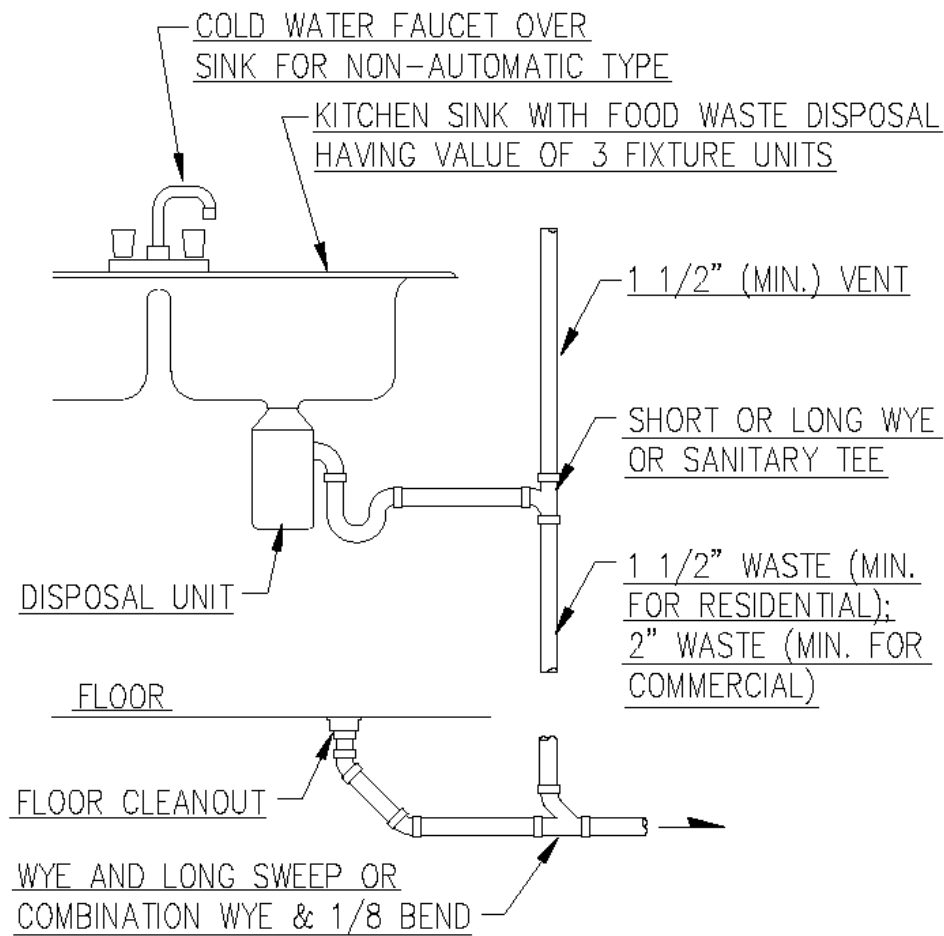 COLD WATER FAUCET OVER
SINK FOR NON-AUTOMATIC TYPE
KITCHEN SINK WITH FOOD WASTE DISPOSAL
HAVING VALUE OF 3 FIXTURE UNITS
1 1/2” (MIN.) VENT
SHORT OR LONG WYE
OR SANITARY TEE
1 1/2” WASTE (MIN.
FOR RESIDENTIAL);
2” WASTE (MIN. FOR
COMMERCIAL)
DISPOSAL UNIT
FLOOR
FLOOR CLEANOUT
WYE AND LONG SWEEP OR
COMBINATION WYE & 1/8 BEND